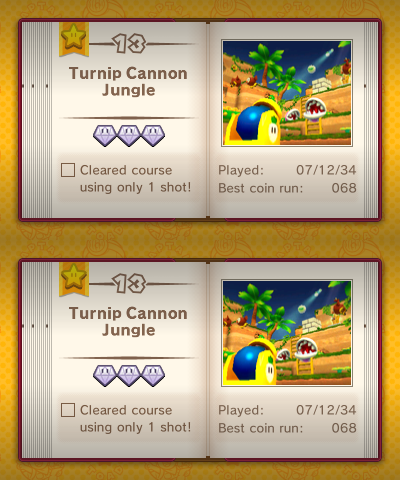 13
Turnip Cannon
Jungle
Cleared course
using only 1 shot!
Played: 07/12/34
Best coin run: 068
13
Turnip Cannon
Jungle
Cleared course
using only 1 shot!
Played: 07/12/34
Best coin run: 068